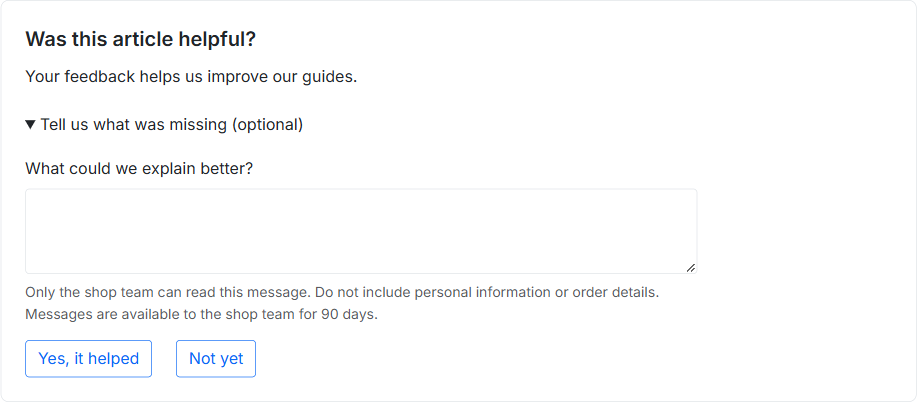 Was this article helpful?
Your feedback helps us improve our guides.
Tell us what was missing (optional)
What could we explain better?
Only the shop team can read this message. Do not include personal information or order details.
Messages are available to the shop team for 90 days.
Yes, it helped
Not yet